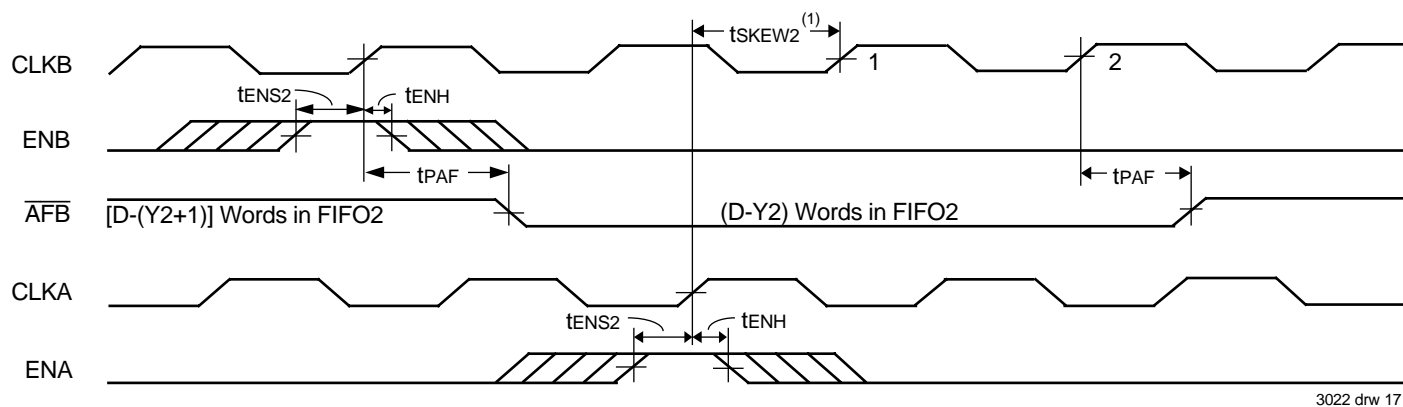 tSKEW2 (1)
CLKB
1
2
tENS2
tENH
ENB
tPAF
tPAF
AFB
[D-(Y2+1)] Words in FIFO2
(D-Y2) Words in FIFO2
CLKA
tENS2
tENH
ENA
3022 drw 17